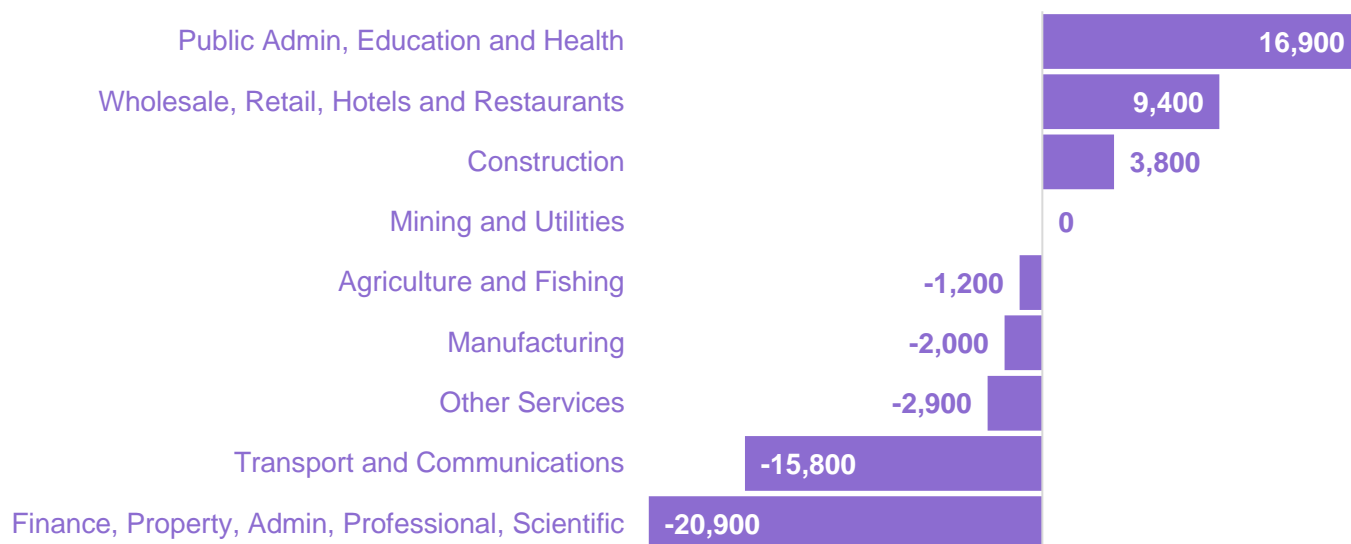 Public Admin, Education and Health 16,900
Wholesale, Retail, Hotels and Restaurants 9,400
Construction 3,800
Mining and Utilities 0
Agriculture and Fishing -1,200
Manufacturing -2,000
Other Services -2,900
Transport and Communications -15,800
Finance, Property, Admin, Professional, Scientific -20,900